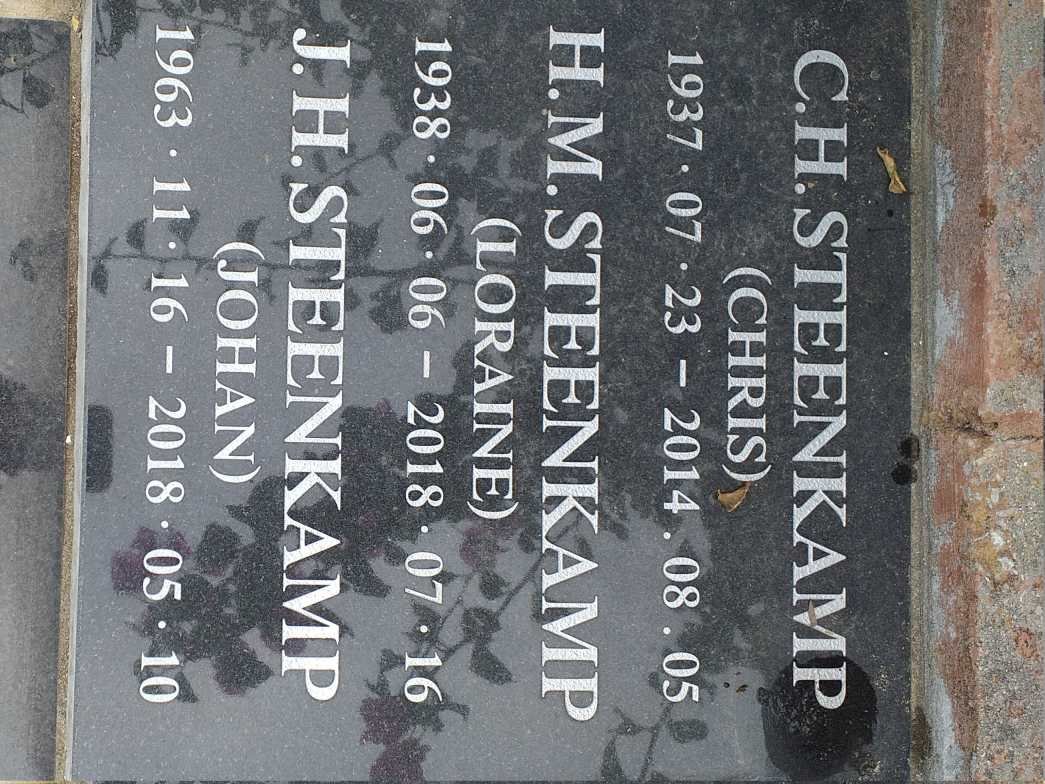 C.H. STEENKAMP
(CHRIS)
1937 · 07 · 23 – 2014 · 08 · 05
H.M. STEENKAMP
(LORAINE)
1938 · 06 · 06 – 2018 · 07 · 16
J.H. STEENKAMP
(JOHAN)
1963 · 11 · 16 – 2018 · 05 · 10